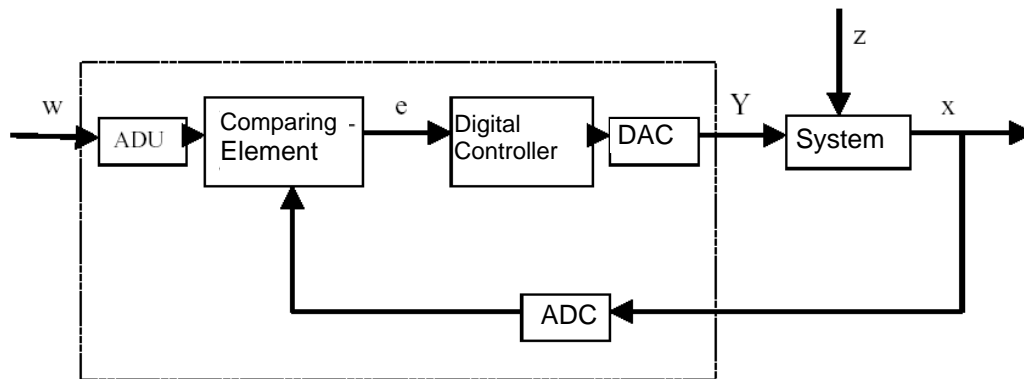 z
w
e
Y
x
ADU
Comparing -
Element
Digital
Controller
DAC
System
ADC